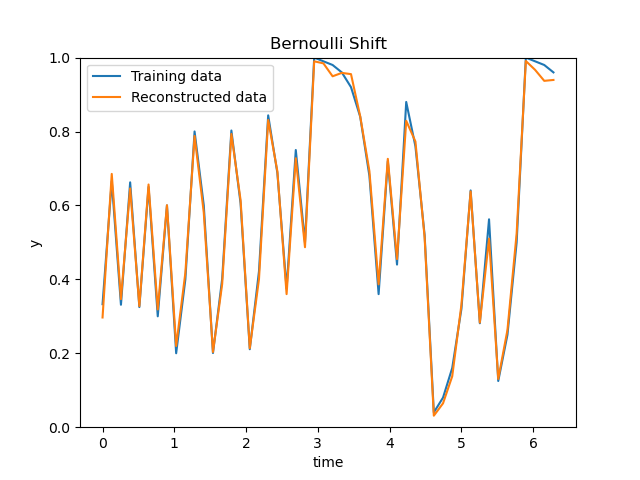 Bernoulli Shift
Training data
Reconstructed data
1.0
0.8
0.6
0.4
0.2
0.0
y
0 1 2 3 4 5 6
time